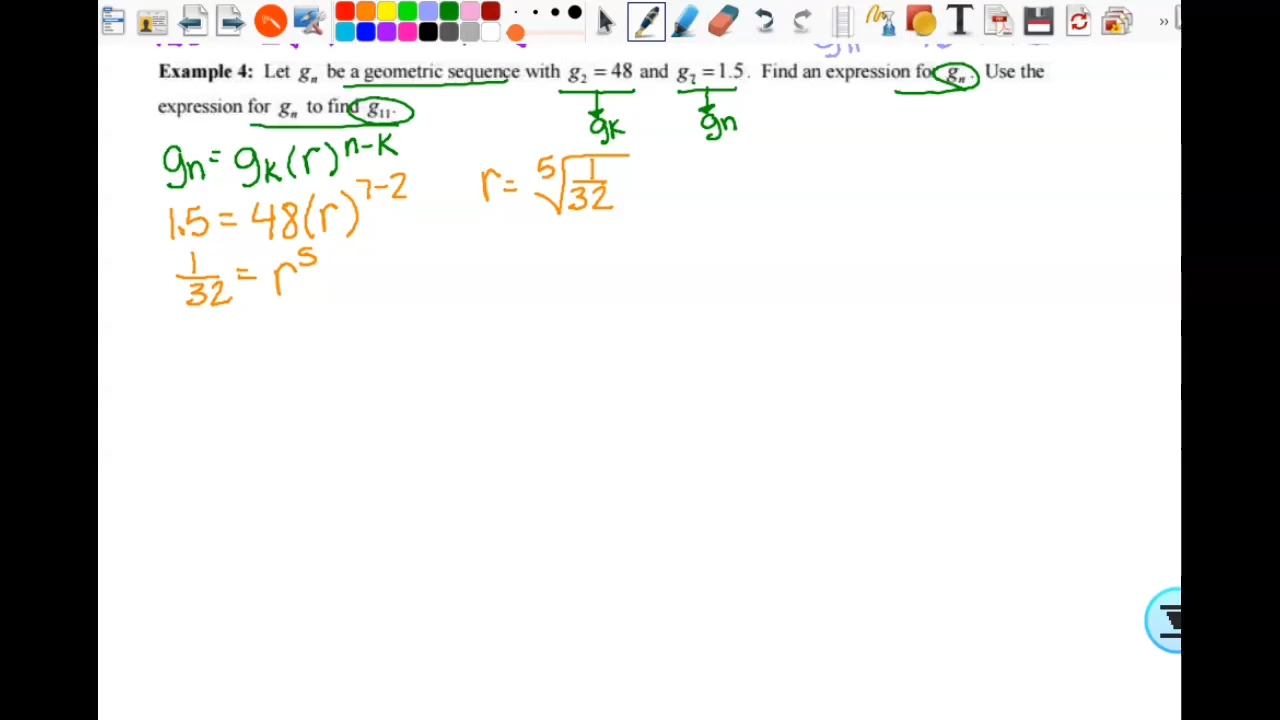 Example 4: Let gₙ be a geometric sequence with g₂ = 48 and g₇ = 1.5. Find an expression for gₙ. Use the
expression for gₙ to find g₁₁.
gk
gn
gn = gk(r)^(n-k)
1.5 = 48(r)^(7-2)
1/32 = r^5
r = ⁵√(1/32)